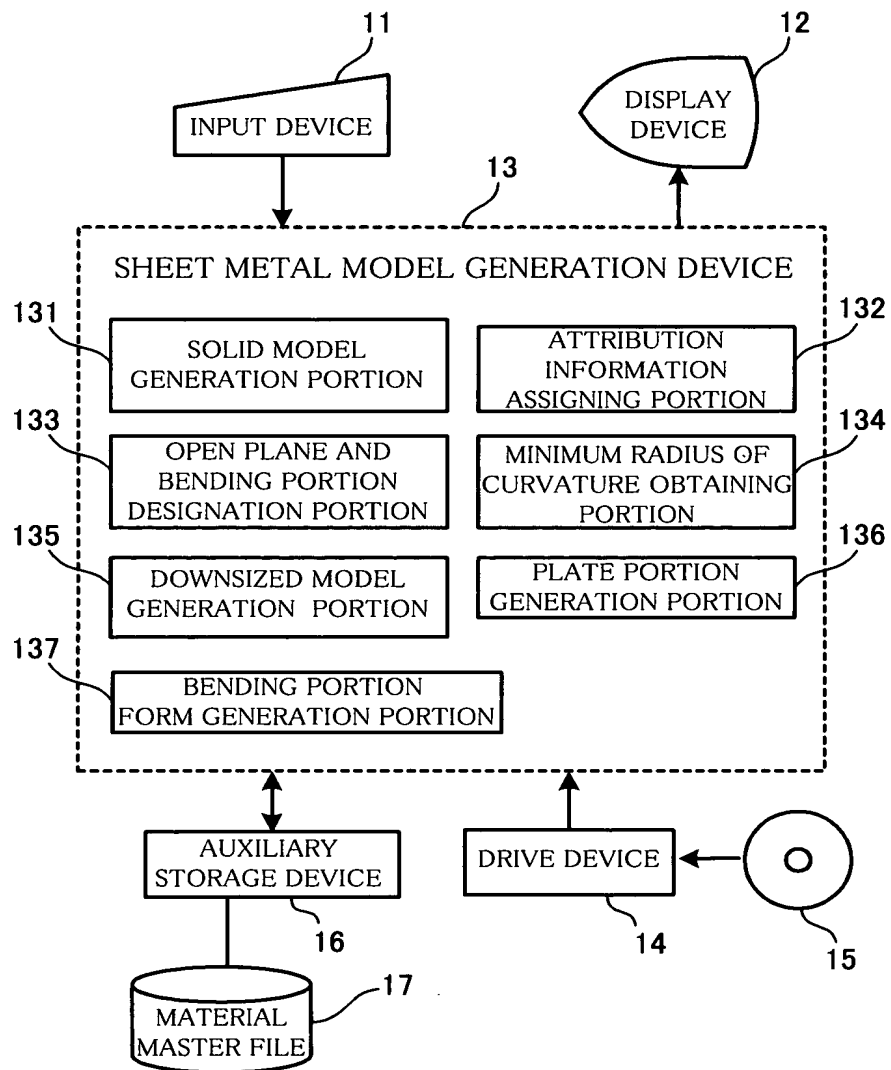 11
12
INPUT DEVICE
DISPLAY
DEVICE
13
SHEET METAL MODEL GENERATION DEVICE
131
132
SOLID MODEL
GENERATION PORTION
ATTRIBUTION
INFORMATION
ASSIGNING PORTION
133
134
OPEN PLANE AND
BENDING PORTION
DESIGNATION PORTION
MINIMUM RADIUS OF
CURVATURE OBTAINING
PORTION
135
136
DOWNSIZED MODEL
GENERATION PORTION
PLATE PORTION
GENERATION PORTION
137
BENDING PORTION
FORM GENERATION PORTION
AUXILIARY
STORAGE DEVICE
DRIVE DEVICE
16
14
15
17
MATERIAL
MASTER FILE